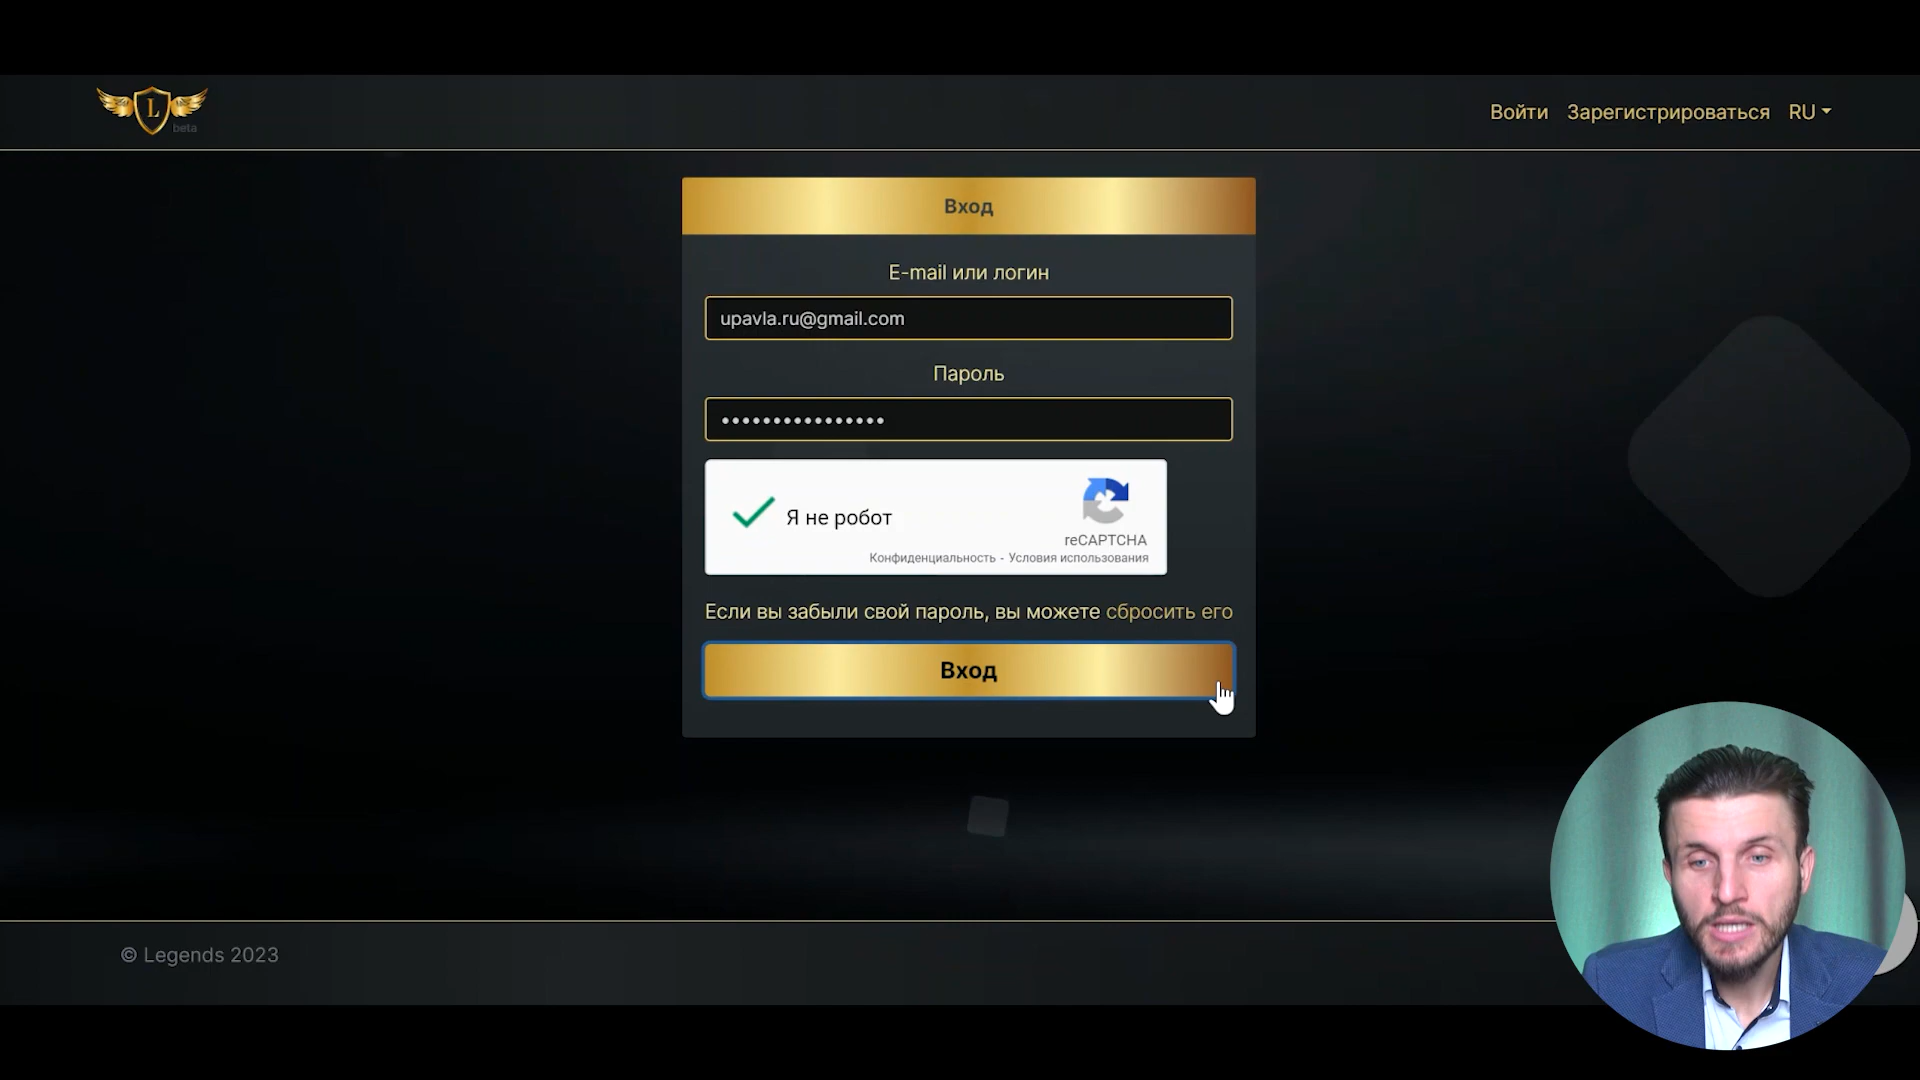 L
beta
Войти Зарегистрироваться RU
Вход
E-mail или логин
upavla.ru@gmail.com
Пароль
••••••••••••••••
Я не робот
reCAPTCHA
Конфиденциальность - Условия использования
Если вы забыли свой пароль, вы можете сбросить его
Вход
© Legends 2023